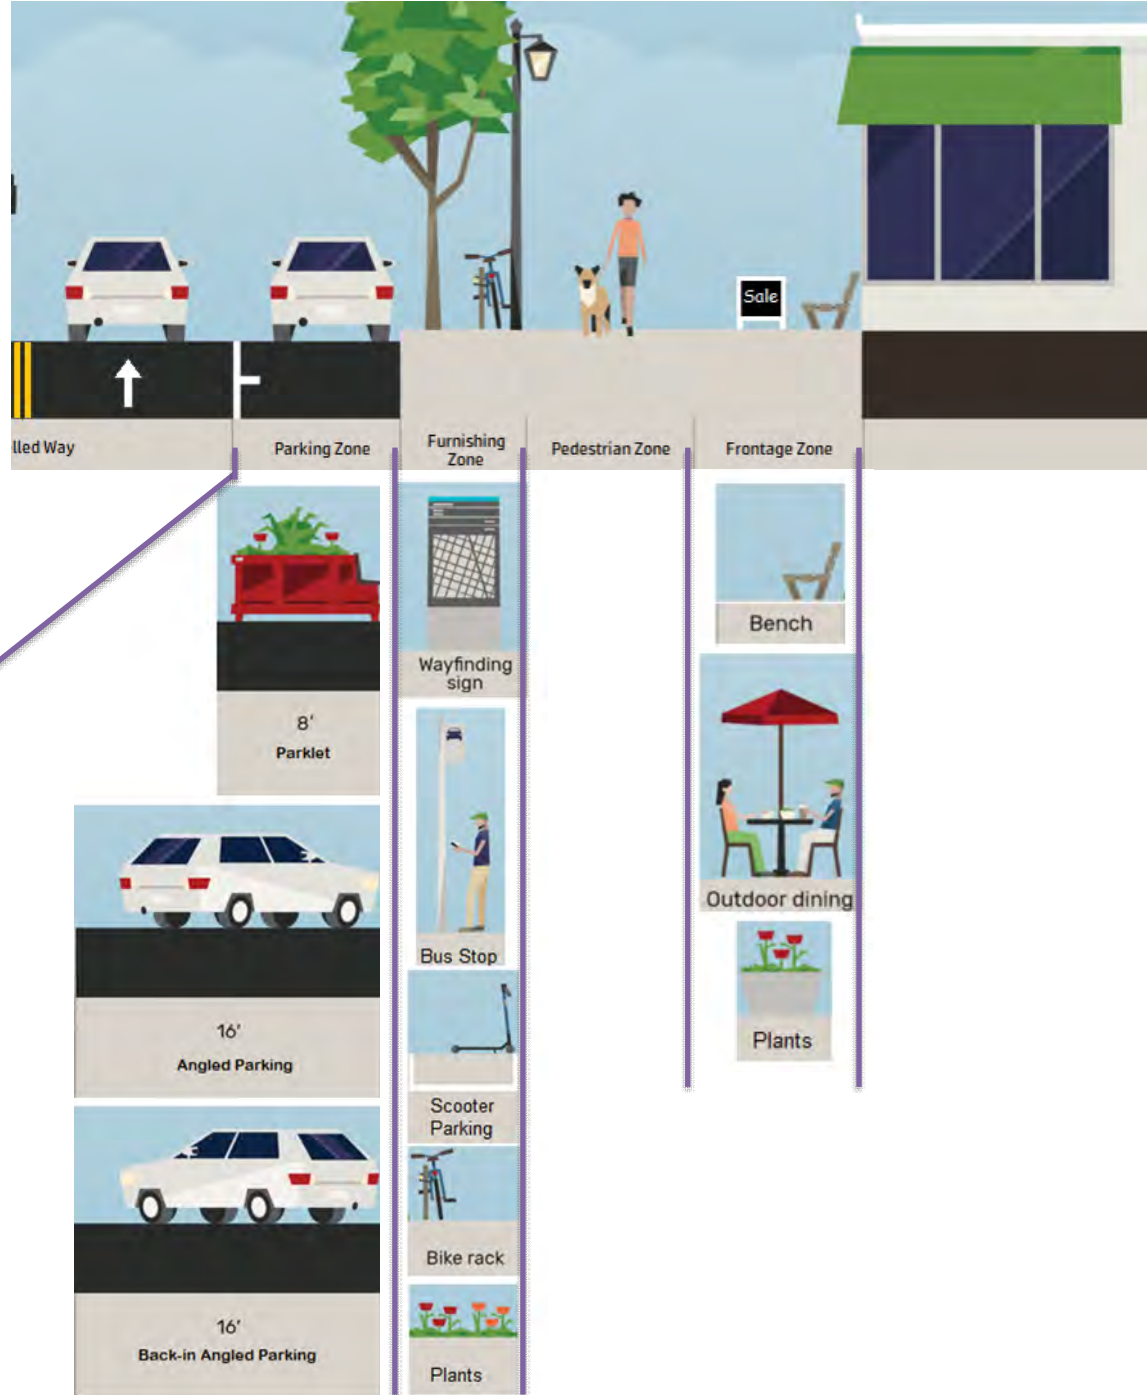 Sale
lled Way
Parking Zone
Furnishing
Zone
Pedestrian Zone
Frontage Zone
8'
Parklet
16'
Angled Parking
16'
Back-in Angled Parking
Wayfinding
sign
Bus Stop
Scooter
Parking
Bike rack
Plants
Bench
Outdoor dining
Plants